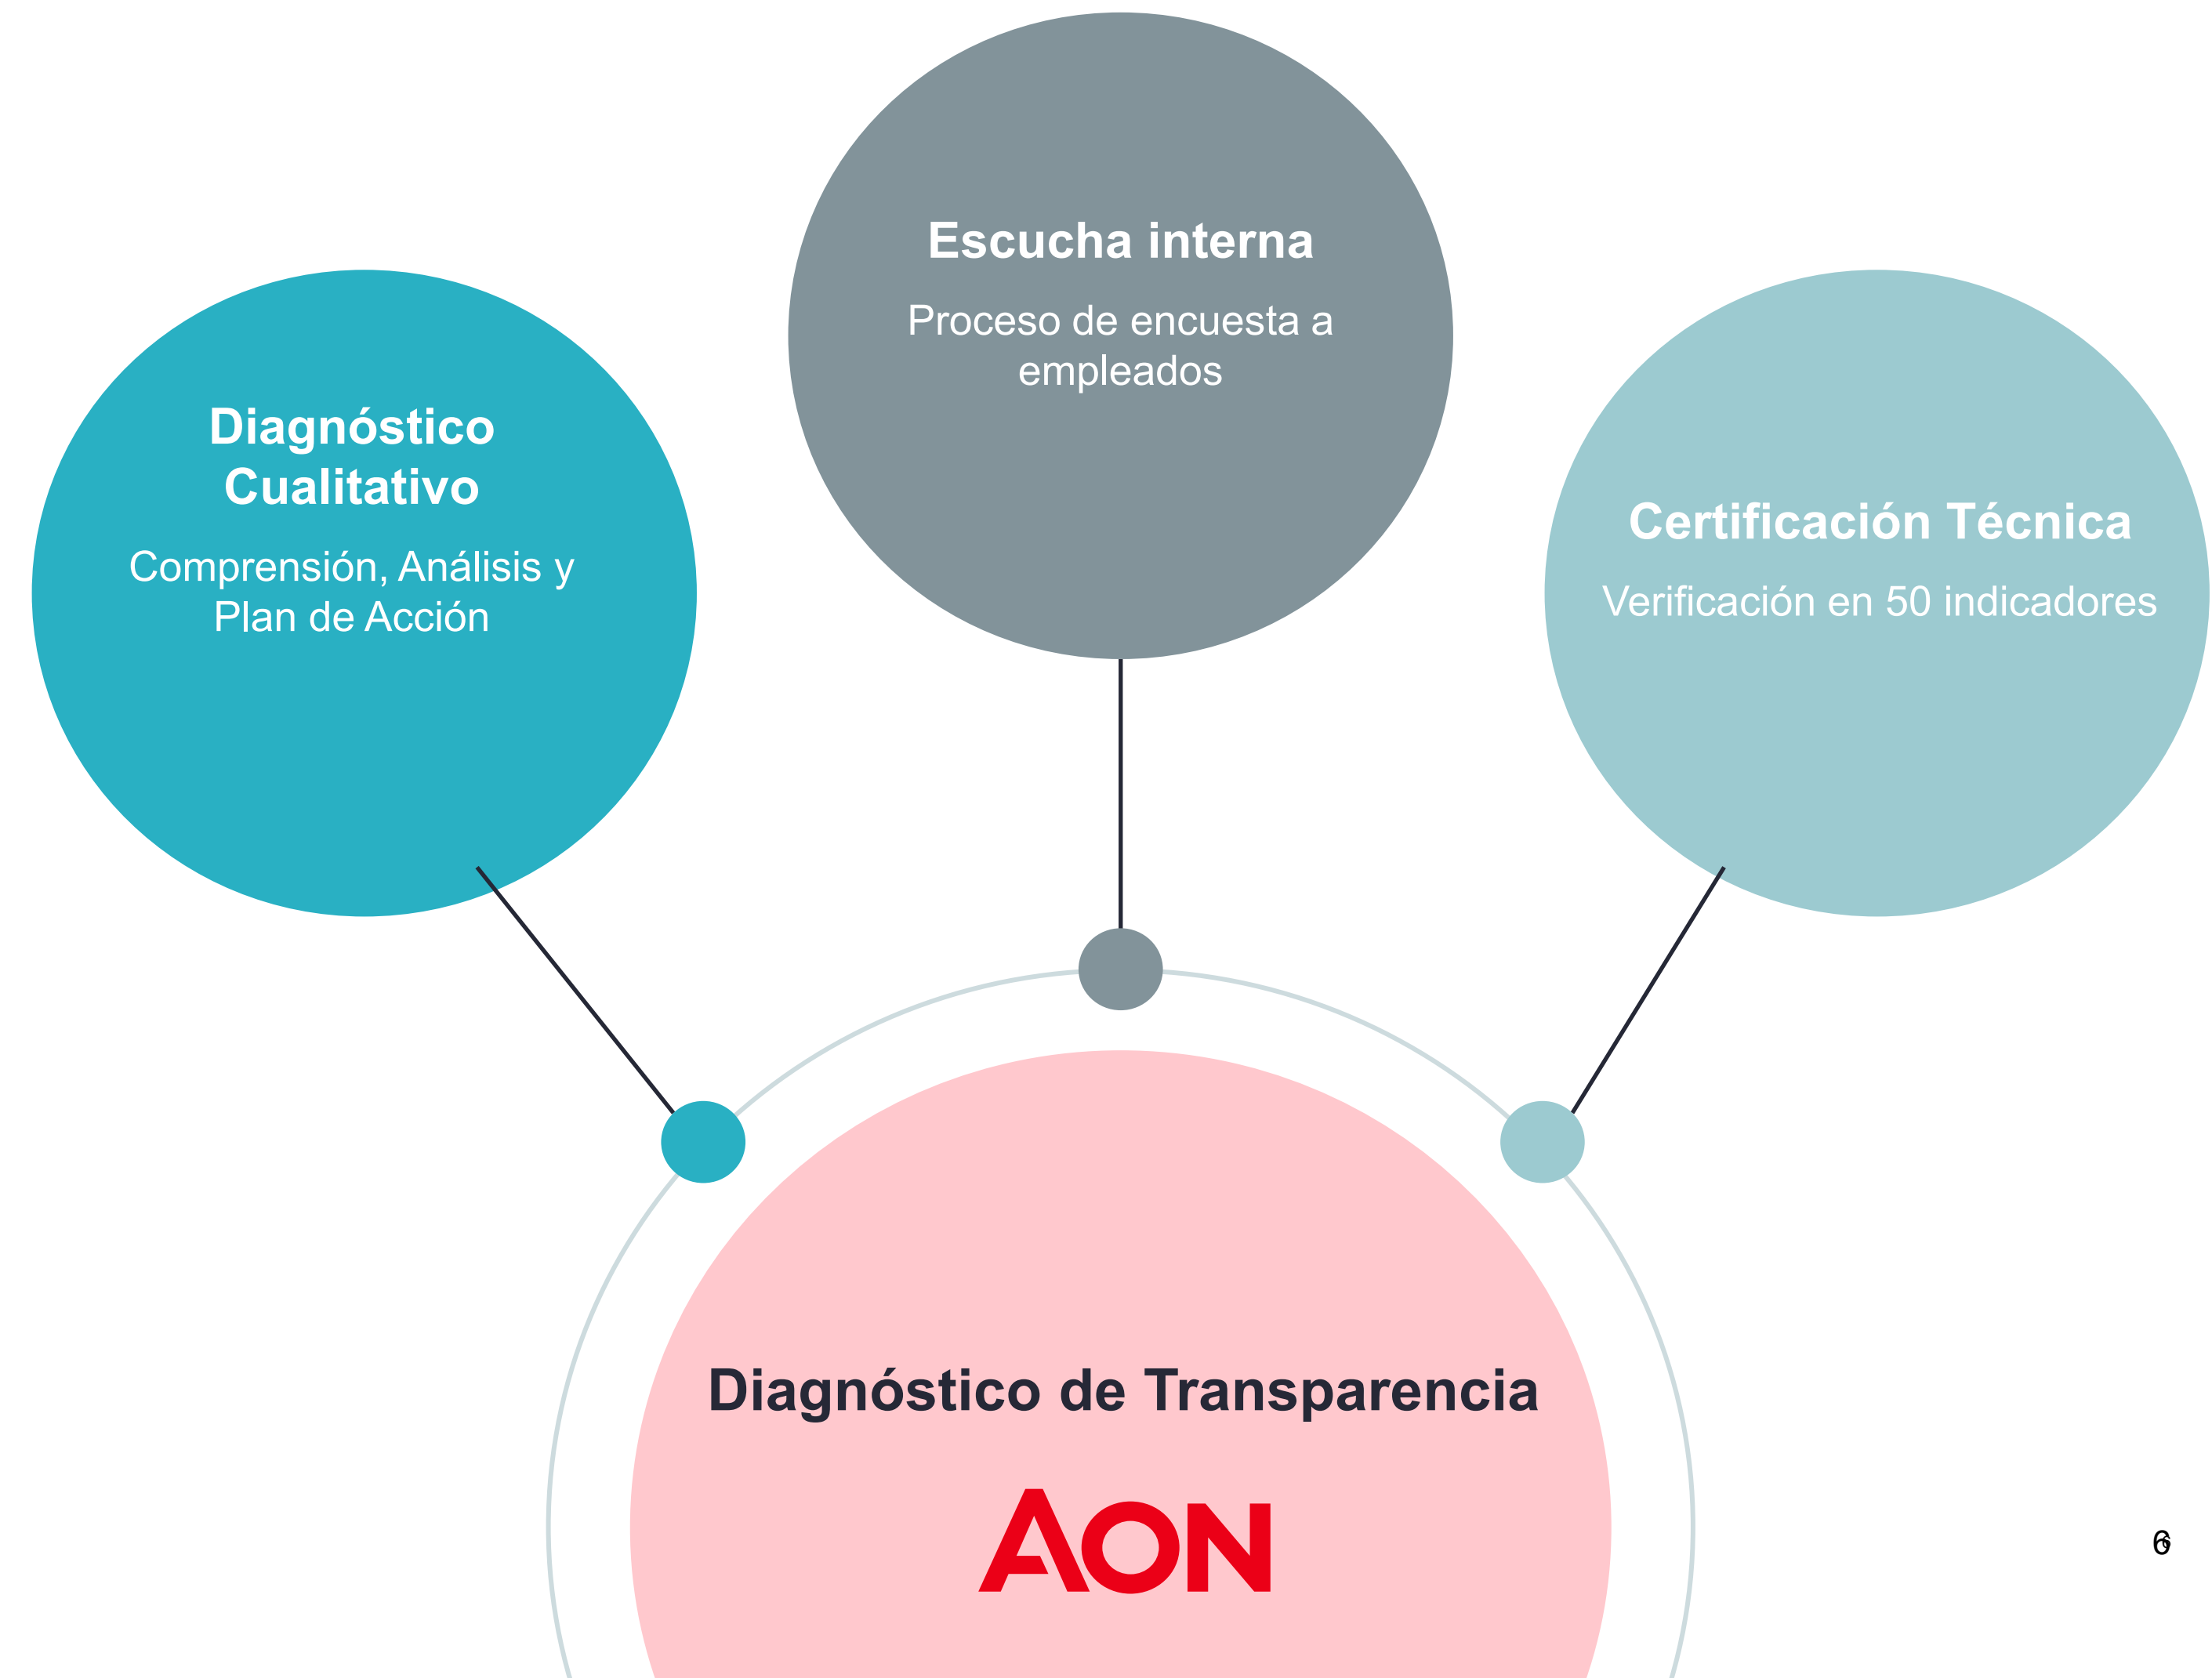 Escucha interna
Proceso de encuesta a
empleados
Diagnóstico
Cualitativo
Comprensión, Análisis y
Plan de Acción
Certificación Técnica
Verificación en 50 indicadores
Diagnóstico de Transparencia
AON
6